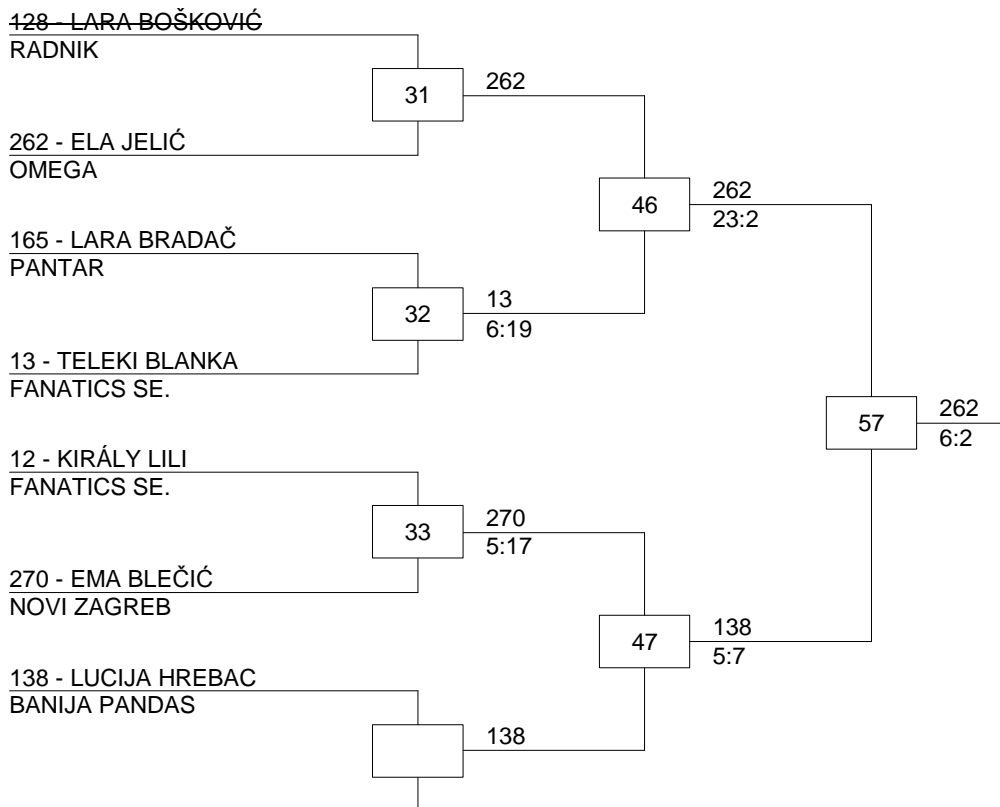 128 - LARA BOŠKOVIĆ
RADNIK
31
262
262 - ELA JELIĆ
OMEGA
46
262
23:2
165 - LARA BRADAČ
PANTAR
32
13
6:19
13 - TELEKI BLANKA
FANATICS SE.
57
262
6:2
12 - KIRÁLY LILI
FANATICS SE.
33
270
5:17
270 - EMA BLEČIĆ
NOVI ZAGREB
47
138
5:7
138 - LUCIJA HREBAC
BANIJA PANDAS
138